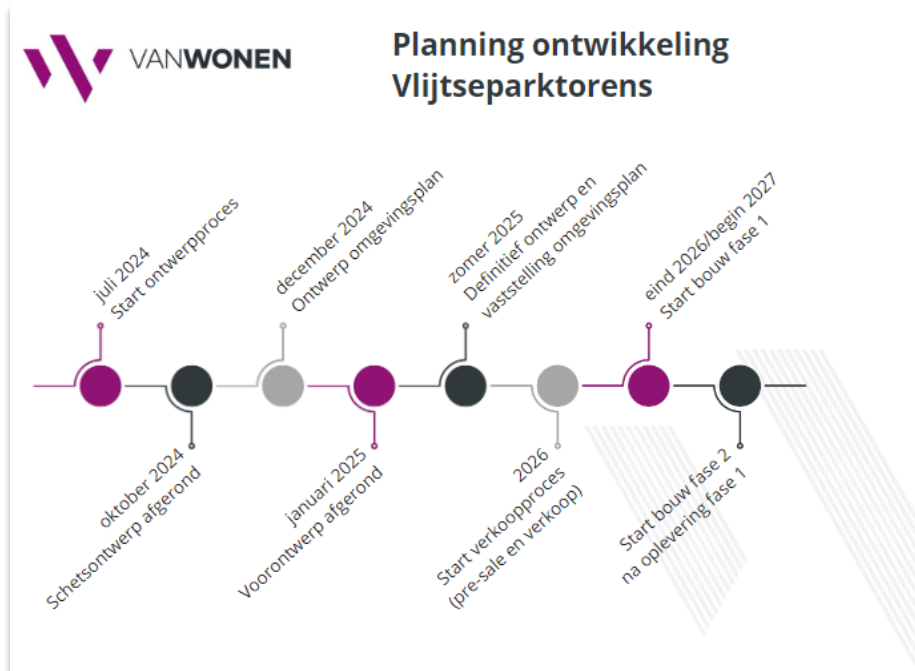 VANWONEN
Planning ontwikkeling
Vlijtseparktorens
juli 2024
Start ontwerpproces
oktober 2024
Schetsontwerp afgerond
december 2024
Ontwerp omgevingsplan
januari 2025
Voorontwerp afgerond
zomer 2025
Definitief ontwerp en
vaststelling omgevingsplan
2026
Start verkoopproces
(pre-sale en verkoop)
eind 2026/begin 2027
Start bouw fase 1
Start bouw fase 2
na oplevering fase 1